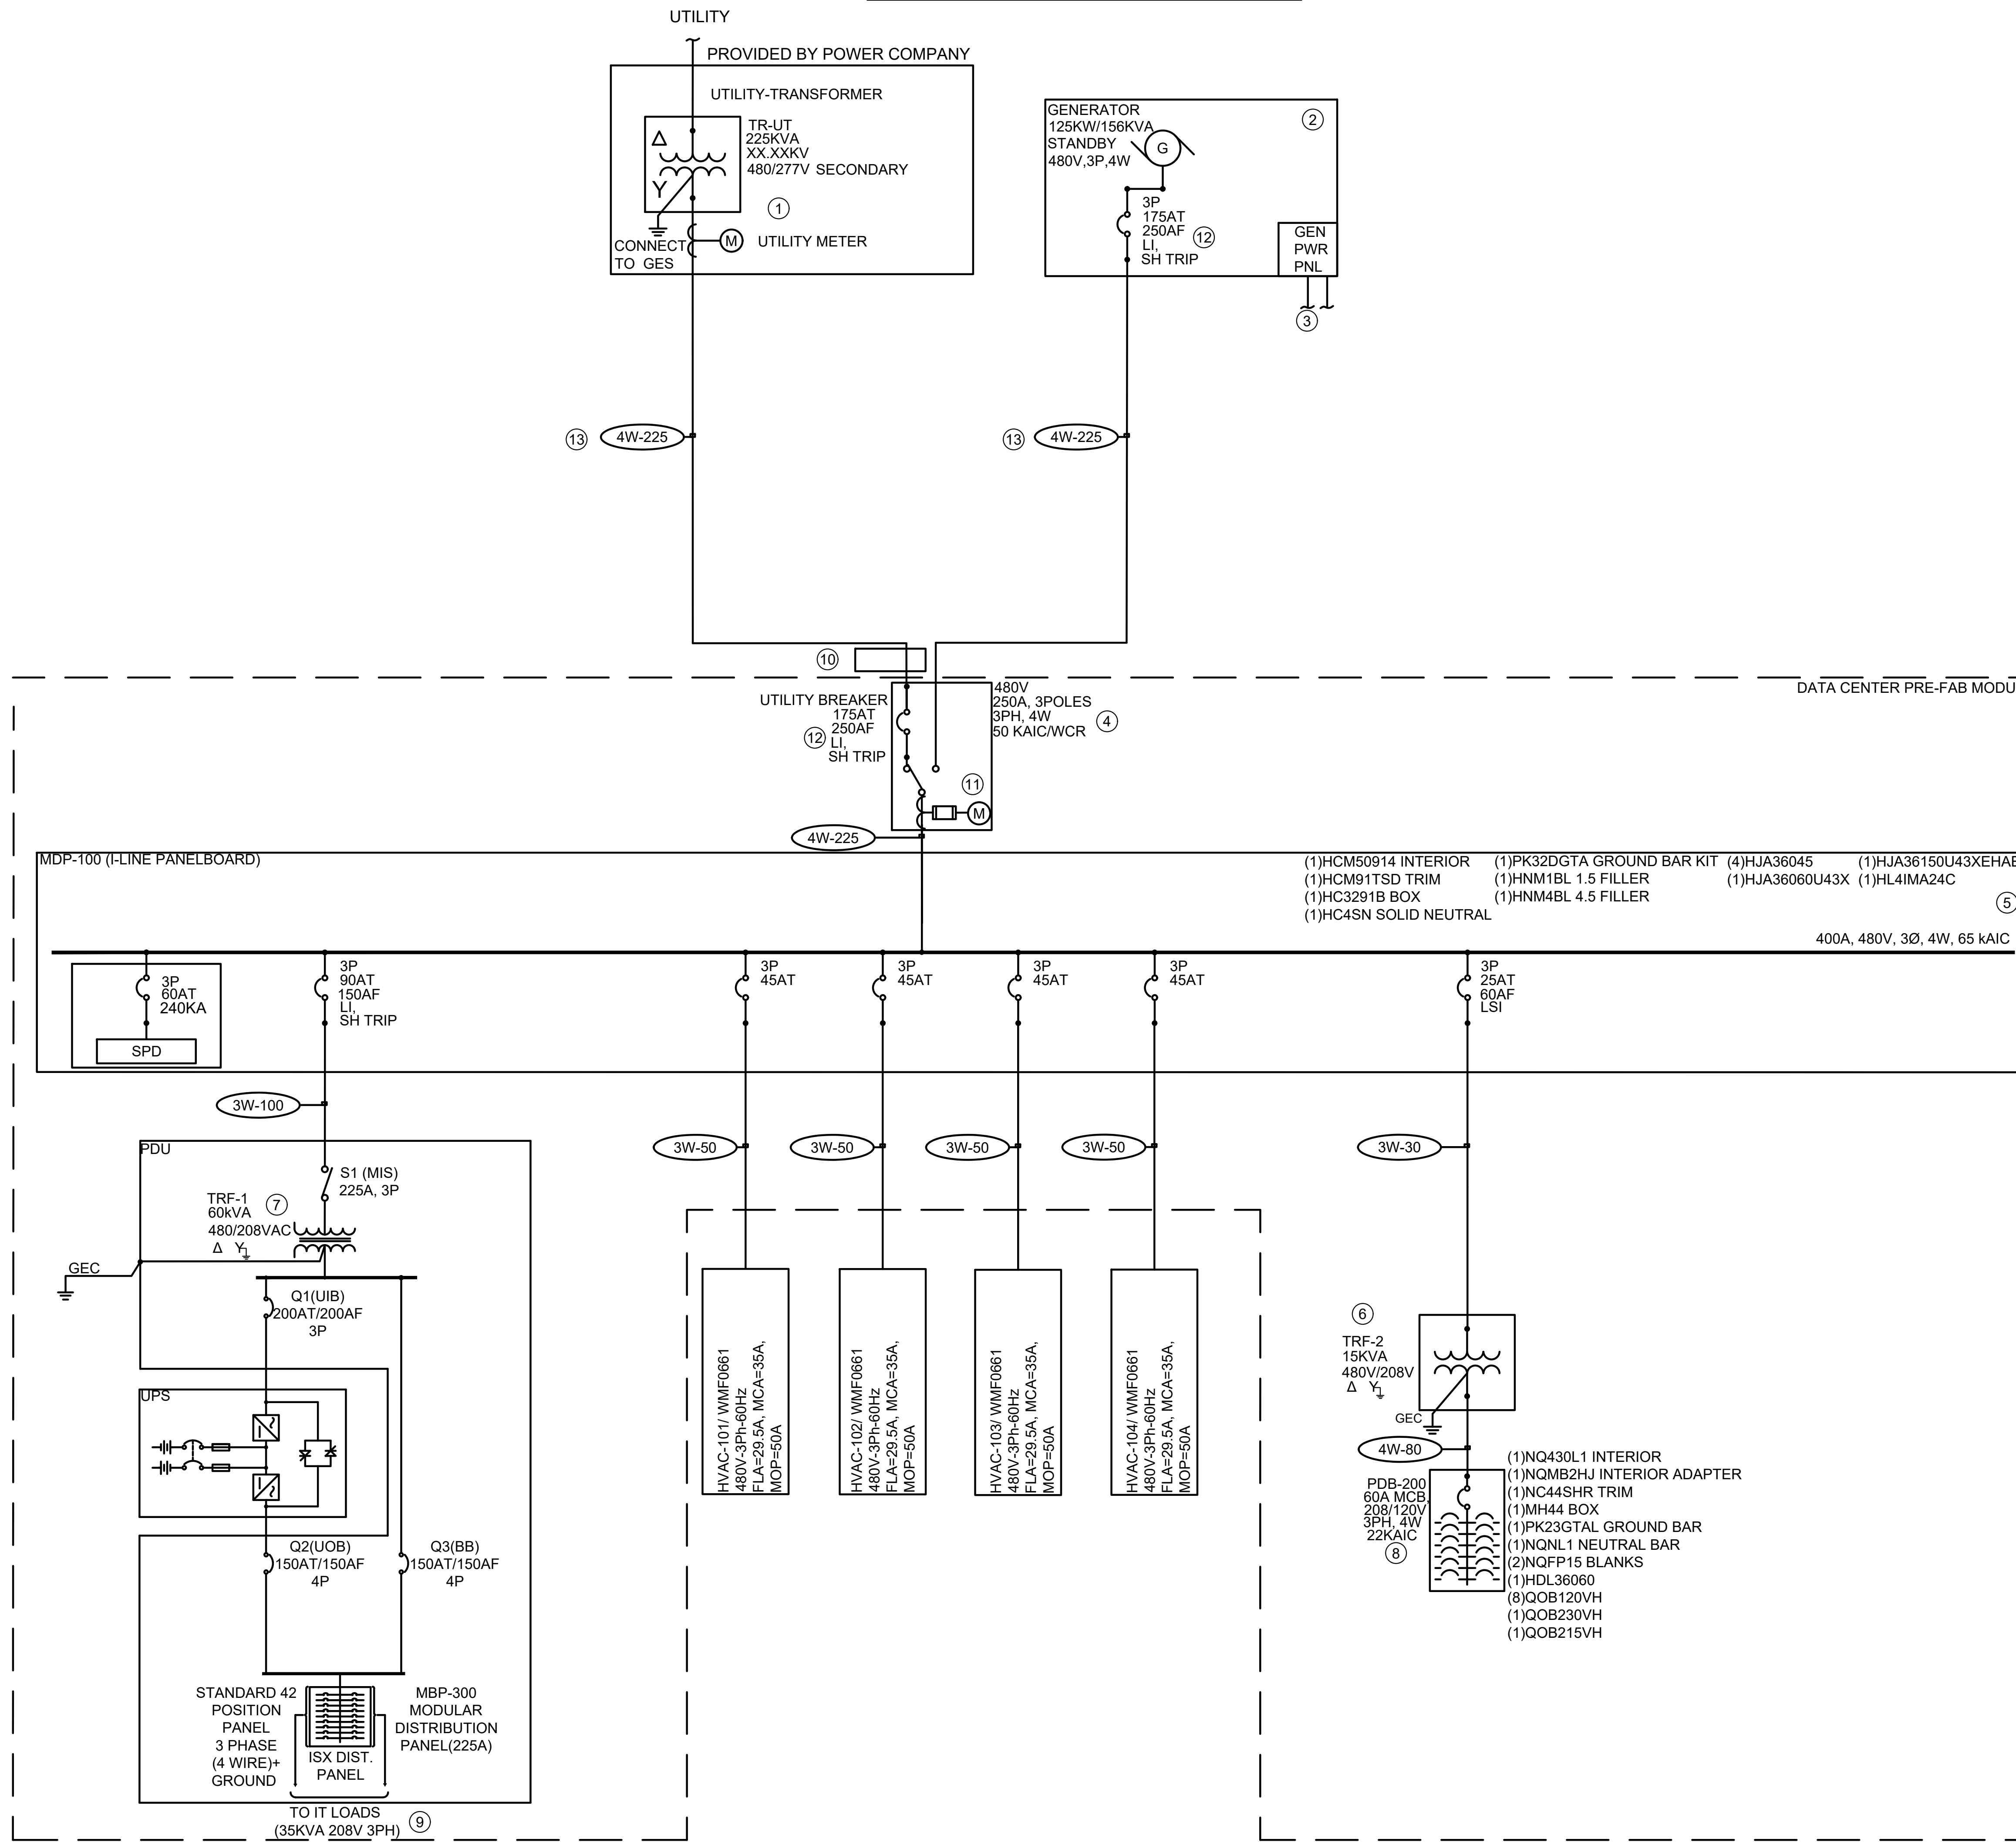 UTILITY
PROVIDED BY POWER COMPANY
UTILITY-TRANSFORMER
TR-UT
225KVA
XX.XXKV
480/277V SECONDARY
Δ
Y
1
CONNECT
TO GES
M
UTILITY METER
GENERATOR
125KW/156KVA
STANDBY
480V,3P,4W
G
2
3P
175AT
250AF
LI,
SH TRIP
12
GEN
PWR
PNL
3
13
4W-225
13
4W-225
10
DATA CENTER PRE-FAB MODU
UTILITY BREAKER
175AT
250AF
LI,
SH TRIP
12
480V
250A, 3POLES
3PH, 4W
50 KAIC/WCR
4
11
M
4W-225
MDP-100 (I-LINE PANELBOARD)
(1)HCM50914 INTERIOR
(1)HCM91TSD TRIM
(1)HC3291B BOX
(1)HC4SN SOLID NEUTRAL
(1)PK32DGTA GROUND BAR KIT
(1)HNM1BL 1.5 FILLER
(1)HNM4BL 4.5 FILLER
(4)HJA36045
(1)HJA36060U43X
(1)HJA36150U43XEHAB
(1)HL4IMA24C
5
400A, 480V, 3Ø, 4W, 65 kAIC
3P
60AT
240KA
SPD
3P
90AT
150AF
LI,
SH TRIP
3P
45AT
3P
45AT
3P
45AT
3P
45AT
3P
25AT
60AF
LSI
3W-100
3W-50
3W-50
3W-50
3W-50
3W-30
PDU
S1 (MIS)
225A, 3P
TRF-1
60kVA
480/208VAC
Δ Y
7
GEC
Q1(UIB)
200AT/200AF
3P
UPS
Q2(UOB)
150AT/150AF
4P
Q3(BB)
150AT/150AF
4P
STANDARD 42
POSITION
PANEL
3 PHASE
(4 WIRE)+
GROUND
ISX DIST.
PANEL
MBP-300
MODULAR
DISTRIBUTION
PANEL(225A)
TO IT LOADS
(35KVA 208V 3PH)
9
HVAC-101/ WMF0661
480V-3Ph-60Hz
FLA=29.5A, MCA=35A,
MOP=50A
HVAC-102/ WMF0661
480V-3Ph-60Hz
FLA=29.5A, MCA=35A,
MOP=50A
HVAC-103/ WMF0661
480V-3Ph-60Hz
FLA=29.5A, MCA=35A,
MOP=50A
HVAC-104/ WMF0661
480V-3Ph-60Hz
FLA=29.5A, MCA=35A,
MOP=50A
6
TRF-2
15KVA
480V/208V
Δ Y
GEC
4W-80
PDB-200
60A MCB,
208/120V
3PH, 4W
22KAIC
8
(1)NQ430L1 INTERIOR
(1)NQMB2HJ INTERIOR ADAPTER
(1)NC44SHR TRIM
(1)MH44 BOX
(1)PK23GTAL GROUND BAR
(1)NQNL1 NEUTRAL BAR
(2)NQFP15 BLANKS
(1)HDL36060
(8)QOB120VH
(1)QOB230VH
(1)QOB215VH